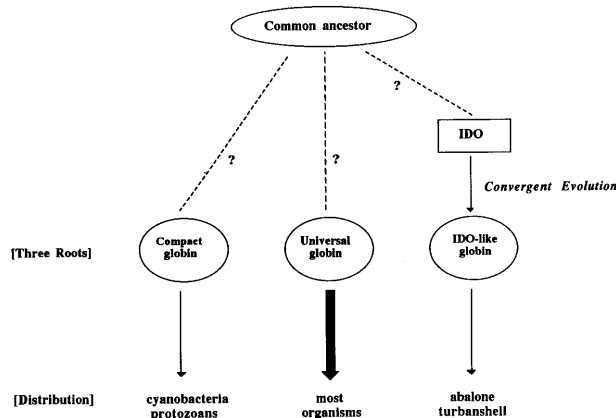 Common ancestor
?
IDO
?
?
Convergent Evolution
[Three Roots]
Compact
globin
Universal
globin
IDO-like
globin
[Distribution]
cyanobacteria
protozoans
most
organisms
abalone
turbanshell